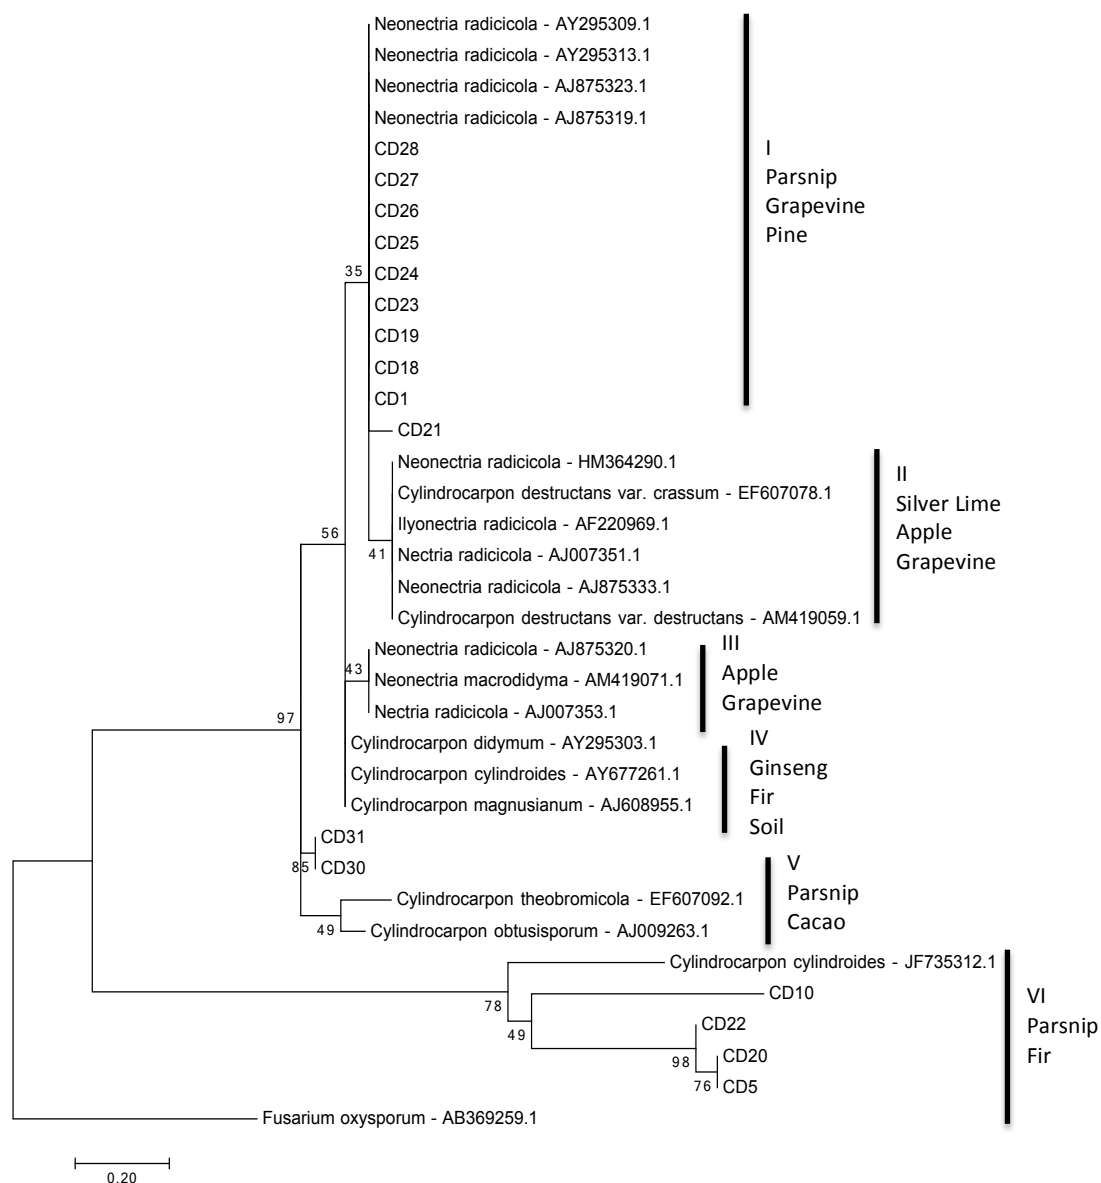 Neonectria radicicola - AY295309.1
Neonectria radicicola - AY295313.1
Neonectria radicicola - AJ875323.1
Neonectria radicicola - AJ875319.1
CD28
CD27
CD26
CD25
35
CD24
CD23
CD19
CD18
CD1
I
Parsnip
Grapevine
Pine
CD21
Neonectria radicicola - HM364290.1
Cylindrocarpon destructans var. crassum - EF607078.1
Ilyonectria radicicola - AF220969.1
41
Nectria radicicola - AJ007351.1
Neonectria radicicola - AJ875333.1
Cylindrocarpon destructans var. destructans - AM419059.1
II
Silver Lime
Apple
Grapevine
56
Neonectria radicicola - AJ875320.1
43
Neonectria macrodidyma - AM419071.1
Nectria radicicola - AJ007353.1
III
Apple
Grapevine
97
Cylindrocarpon didymum - AY295303.1
Cylindrocarpon cylindroides - AY677261.1
Cylindrocarpon magnusianum - AJ608955.1
IV
Ginseng
Fir
Soil
CD31
85
CD30
Cylindrocarpon theobromicola - EF607092.1
49
Cylindrocarpon obtusisporum - AJ009263.1
V
Parsnip
Cacao
Cylindrocarpon cylindroides - JF735312.1
78
CD10
49
CD22
98
CD20
76
CD5
VI
Parsnip
Fir
Fusarium oxysporum - AB369259.1
0.20